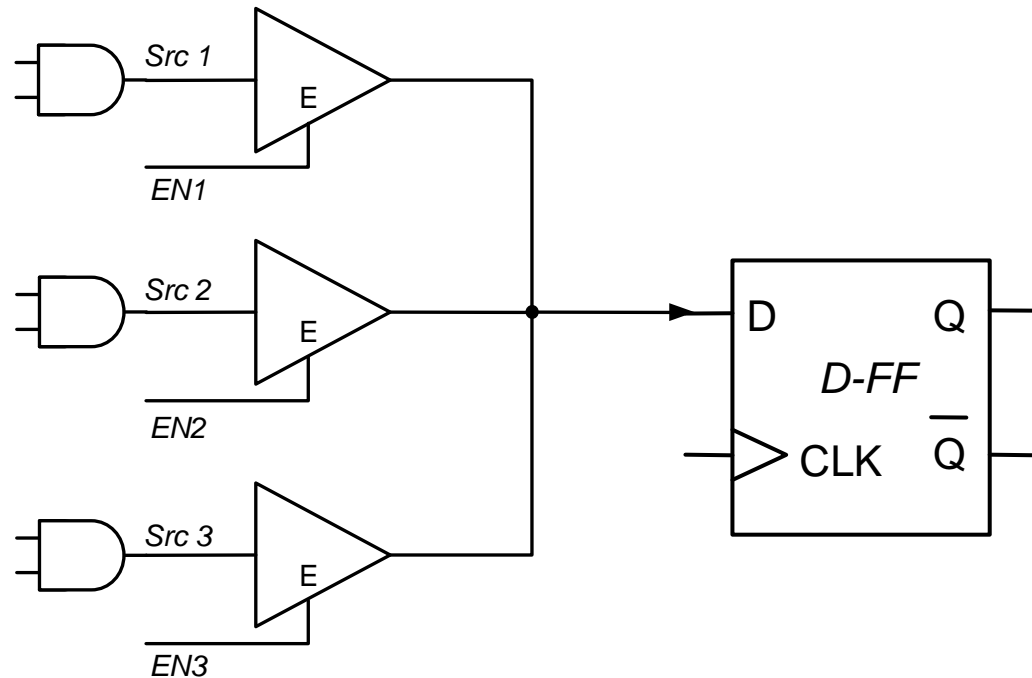 Src 1
E
EN1
Src 2
E
EN2
Src 3
E
EN3
D Q
D-FF
CLK Q